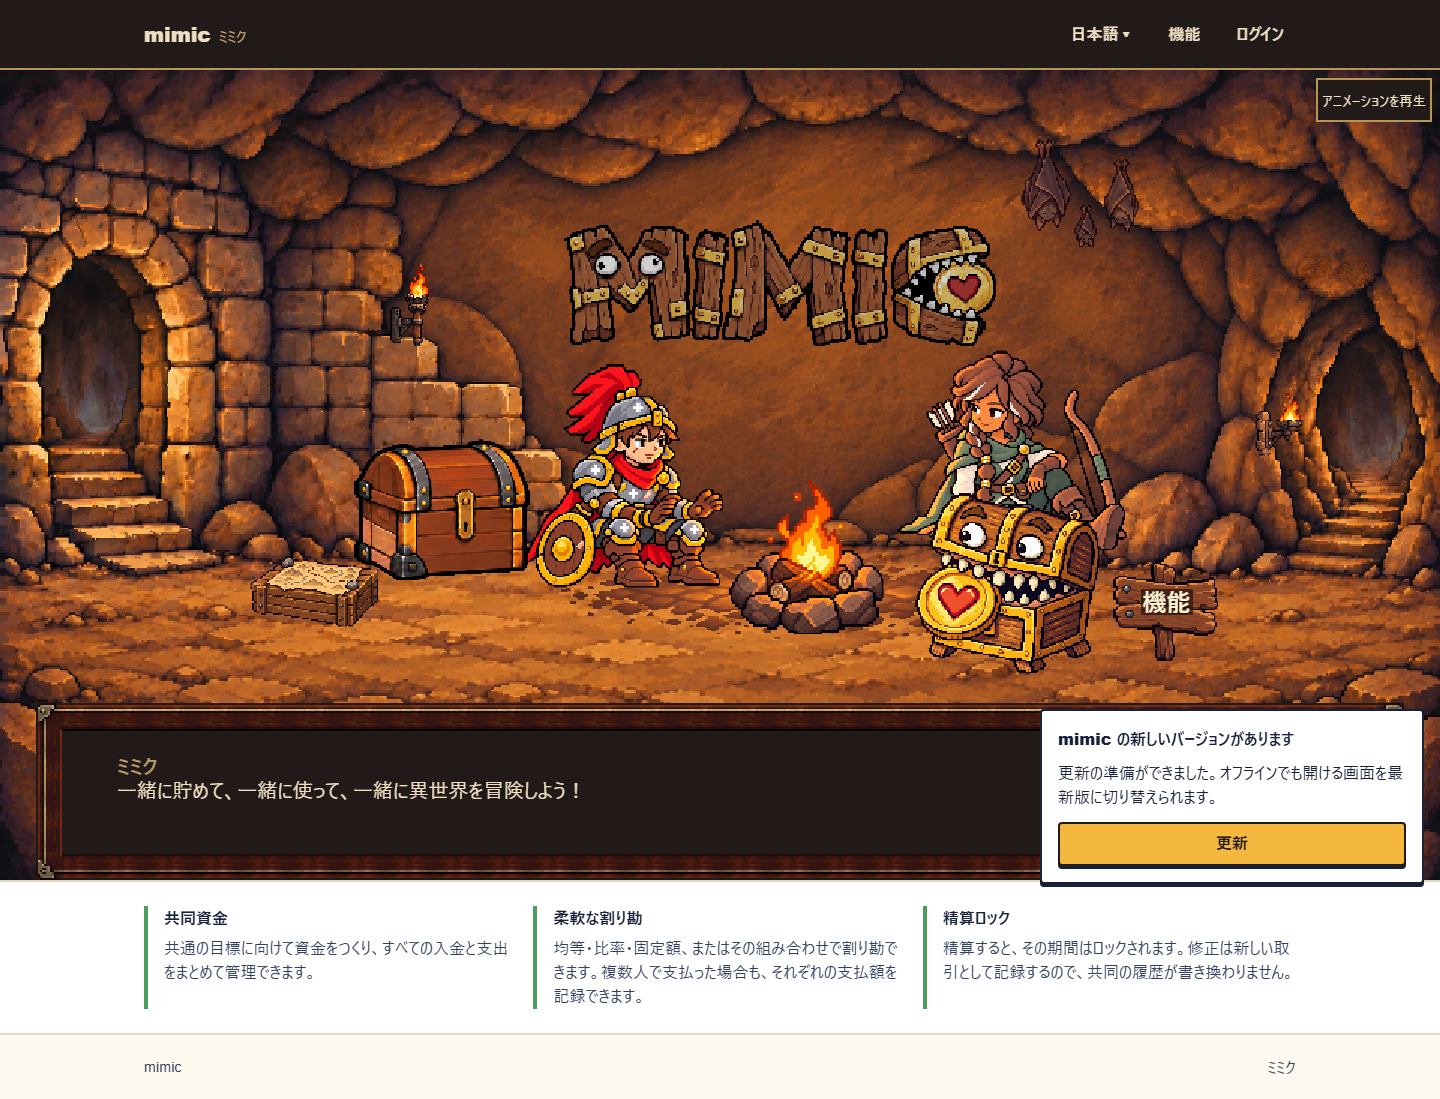 mimic ミミク
日本語 機能 ログイン
アニメーションを再生
MIMIC
機能
ミミク
一緒に貯めて、一緒に使って、一緒に異世界を冒険しよう！
mimic の新しいバージョンがあります
更新の準備ができました。オフラインでも開ける画面を最
新版に切り替えられます。
更新
共同資金
共通の目標に向けて資金をつくり、すべての入金と支出
をまとめて管理できます。
柔軟な割り勘
均等・比率・固定額、またはその組み合わせで割り勘で
きます。複数人で支払った場合も、それぞれの支払額を
記録できます。
精算ロック
精算すると、その期間はロックされます。修正は新しい取
引として記録するので、共同の履歴が書き換わりません。
mimic
ミミク